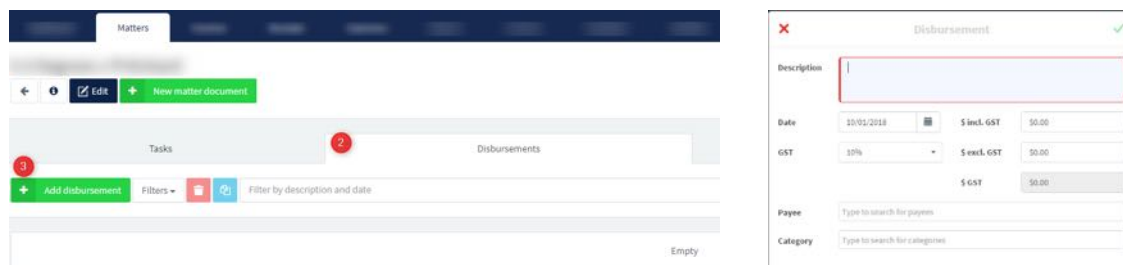 Matters
Edit
+ New matter document
Tasks
2
Disbursements
3
+ Add disbursement
Filters
Filter by description and date
Empty
Disbursement
Description
Date
10/01/2018
$ incl. GST
$0.00
GST
10%
$ excl. GST
$0.00
$ GST
$0.00
Payee
Type to search for payees
Category
Type to search for categories